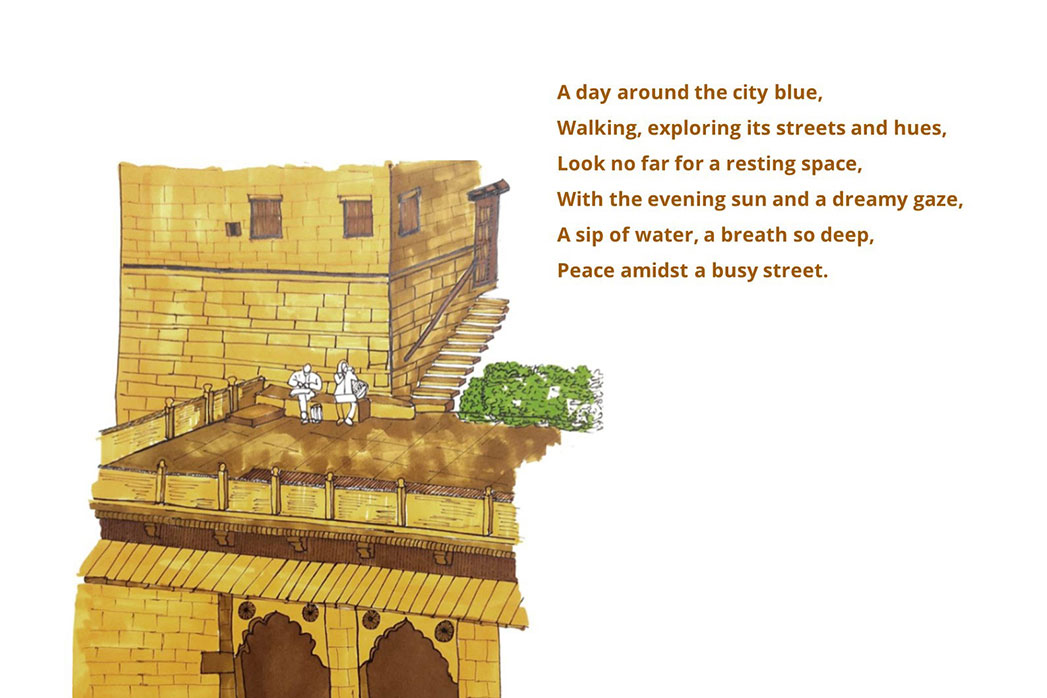 A day around the city blue,
Walking, exploring its streets and hues,
Look no far for a resting space,
With the evening sun and a dreamy gaze,
A sip of water, a breath so deep,
Peace amidst a busy street.